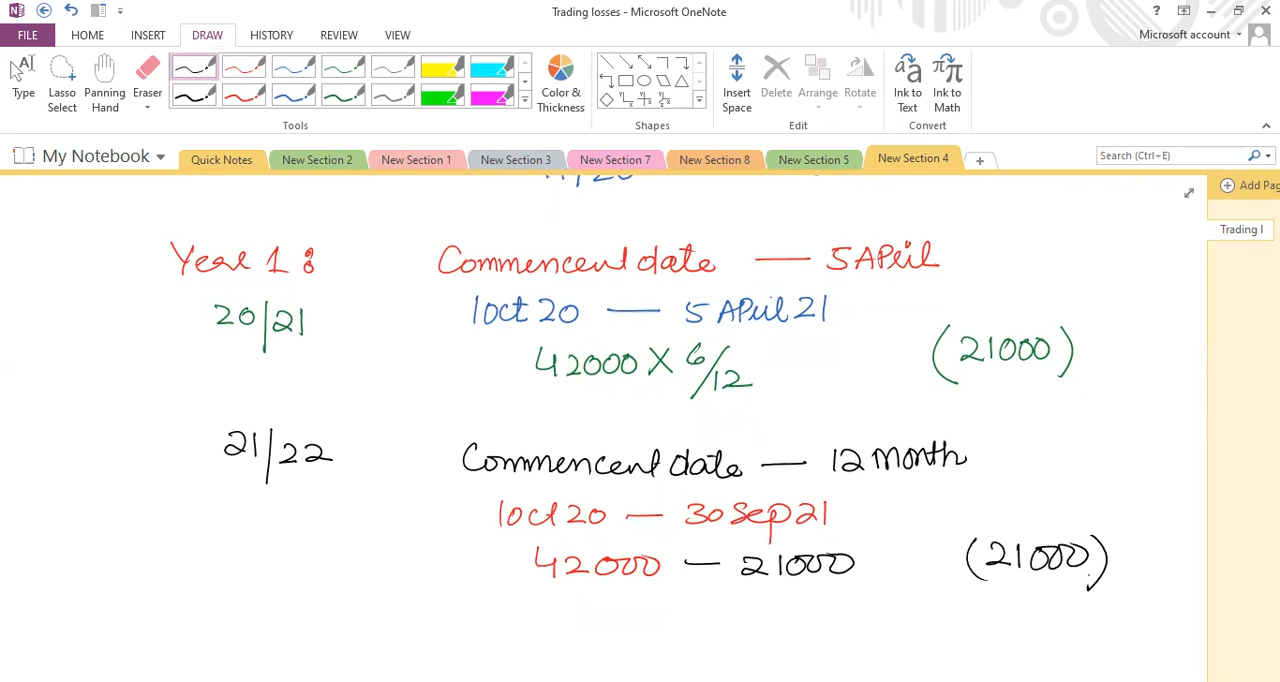 Trading losses - Microsoft OneNote
FILE HOME INSERT DRAW HISTORY REVIEW VIEW
Microsoft account
Type
Lasso Select
Panning Hand
Eraser
Color & Thickness
Insert Space
Delete
Arrange
Rotate
Ink to Text
Ink to Math
Tools Shapes Edit Convert
My Notebook Quick Notes New Section 2 New Section 1 New Section 3 New Section 7 New Section 8 New Section 5 New Section 4
Search (Ctrl+E)
Add Pag
Trading l
Year 1 : Commencent date — 5 APril
20/21 1 Oct 20 — 5 APril 21
42000 X 6/12 (21000)
21/22 Commencent date — 12 month
1 Oct 20 — 30 Sep 21
42000 — 21000 (21000)